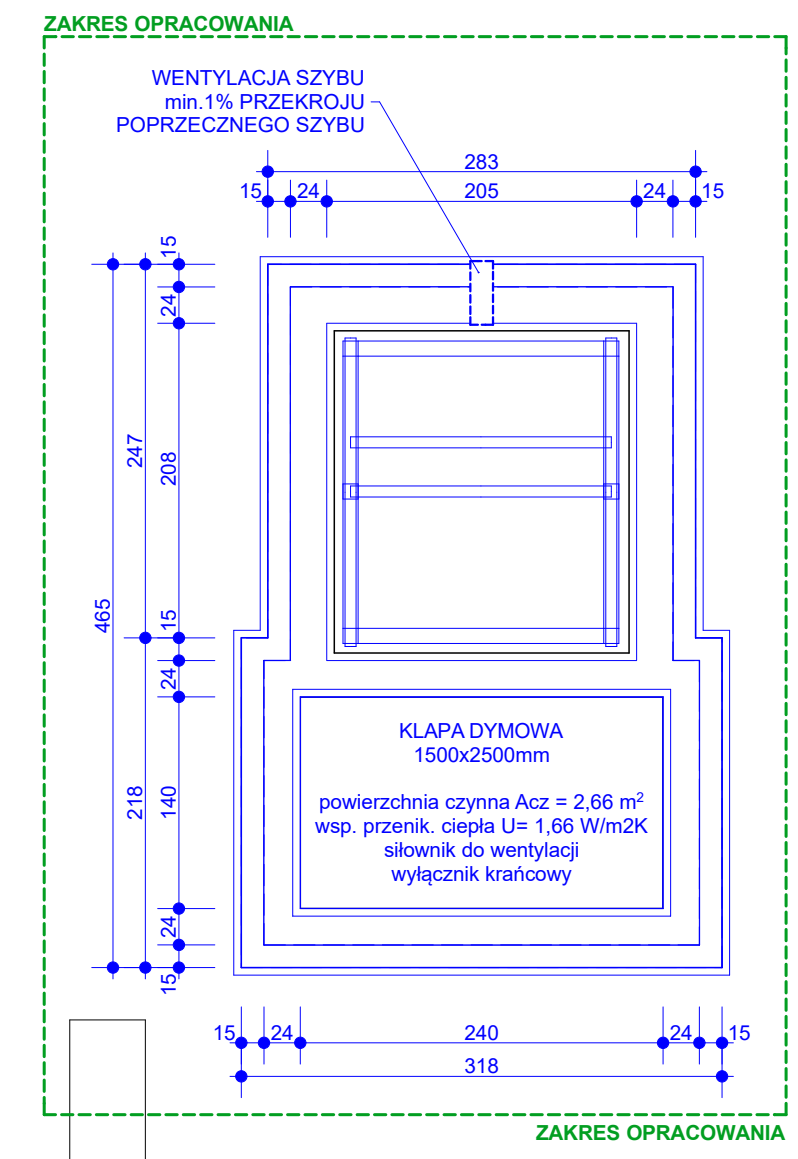 ZAKRES OPRACOWANIA
WENTYLACJA SZYBU
min.1% PRZEKROJU
POPRZECZNEGO SZYBU
283
15 24 205 24 15
15
24
247
208
465
15
24
218
140
24
15
KLAPA DYMOWA
1500x2500mm
powierzchnia czynna Acz = 2,66 m²
wsp. przenik. ciepła U= 1,66 W/m2K
siłownik do wentylacji
wyłącznik krańcowy
15 24 240 24 15
318
ZAKRES OPRACOWANIA